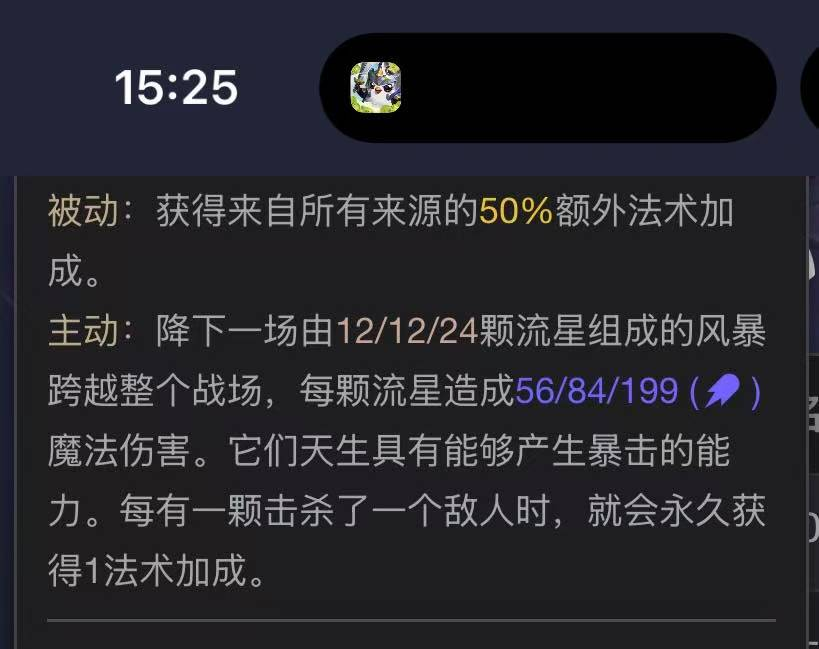 15:25
被动：获得来自所有来源的50%额外法术加
成。
主动：降下一场由12/12/24颗流星组成的风暴
跨越整个战场，每颗流星造成56/84/199 ( )
魔法伤害。它们天生具有能够产生暴击的能
力。每有一颗击杀了一个敌人时，就会永久获
得1法术加成。